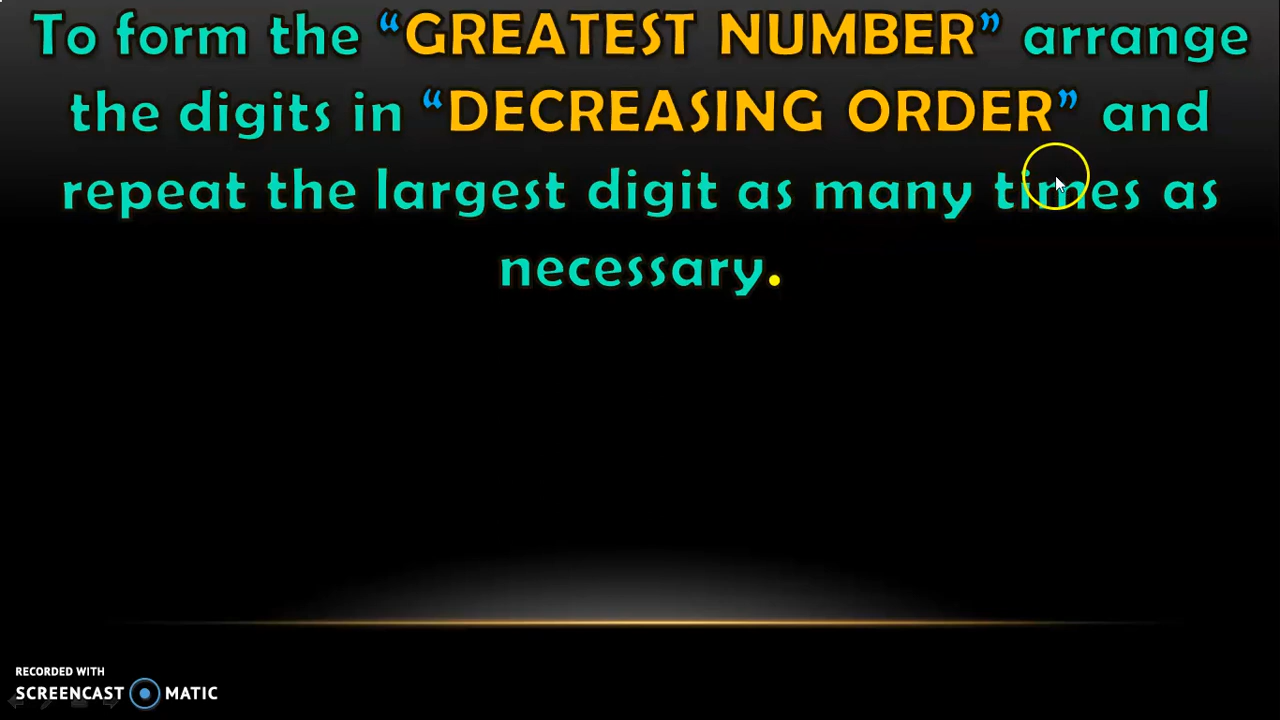 To form the “GREATEST NUMBER” arrange
the digits in “DECREASING ORDER” and
repeat the largest digit as many times as
necessary.
RECORDED WITH
SCREENCAST MATIC